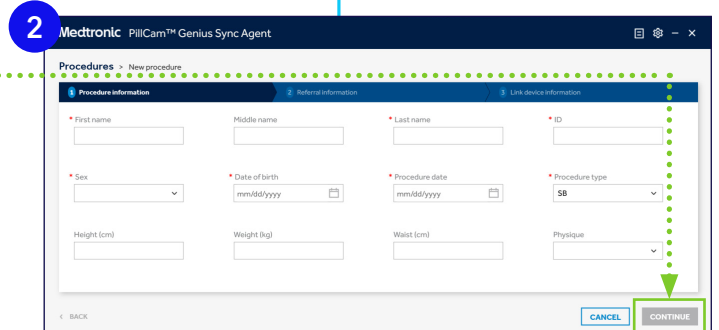 2
Medtronic PillCam™ Genius Sync Agent
Procedures > New procedure
1 Procedure information 2 Referral information 3 Link device information
* First name Middle name * Last name * ID
* Sex * Date of birth * Procedure date * Procedure type
mm/dd/yyyy mm/dd/yyyy SB
Height (cm) Weight (kg) Waist (cm) Physique
< BACK CANCEL CONTINUE